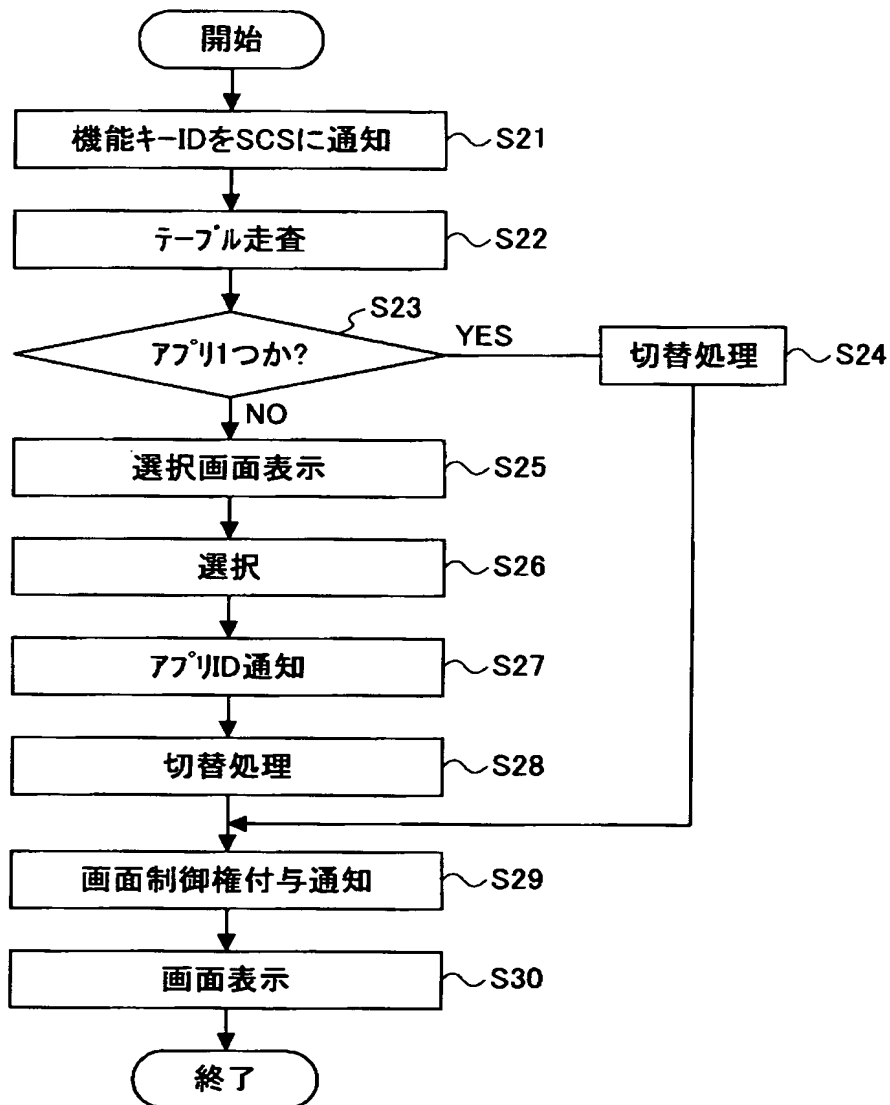 開始
機能キーIDをSCSに通知
S21
テーブル走査
S22
S23
アプリ1つか?
YES
切替処理
S24
NO
選択画面表示
S25
選択
S26
アプリID通知
S27
切替処理
S28
画面制御権付与通知
S29
画面表示
S30
終了